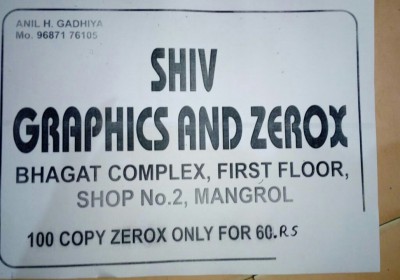 ANIL H. GADHIYA
Mo. 96871 76105
SHIV
GRAPHICS AND ZEROX
BHAGAT COMPLEX, FIRST FLOOR,
SHOP No.2, MANGROL
100 COPY ZEROX ONLY FOR 60.RS